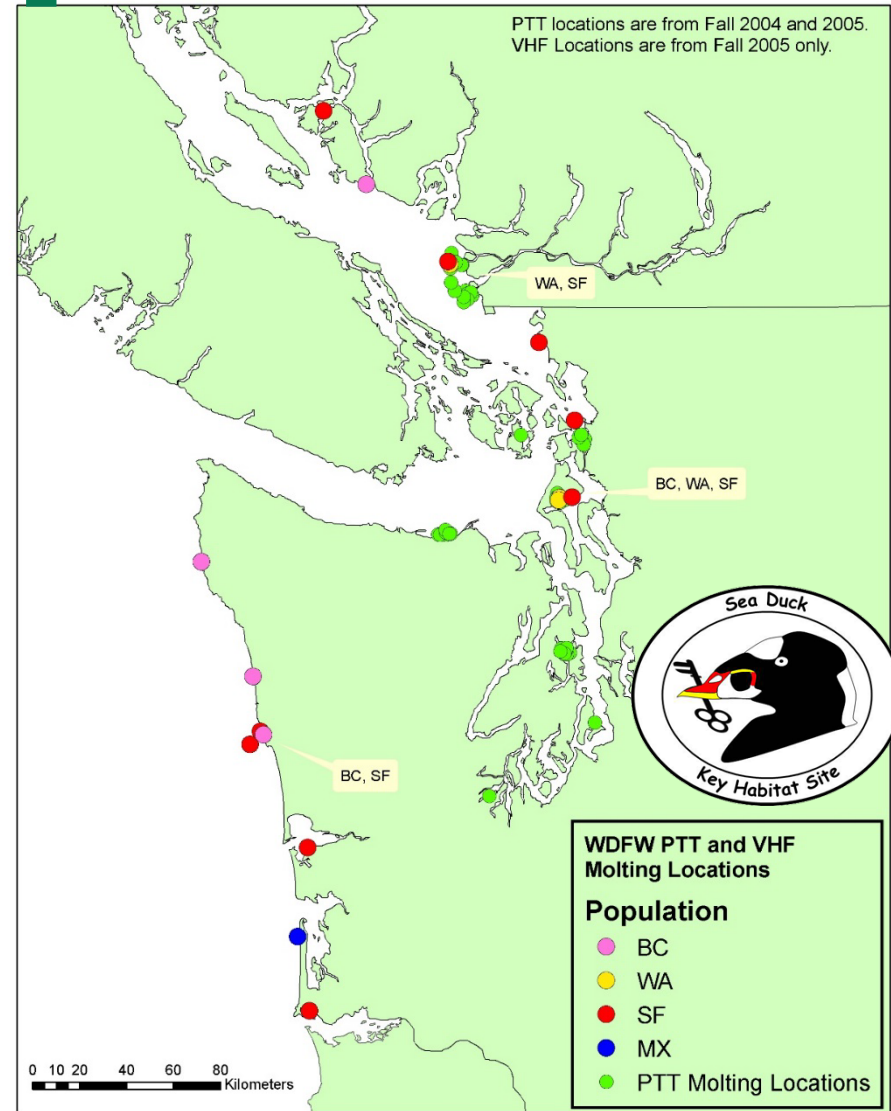 PTT locations are from Fall 2004 and 2005.
VHF Locations are from Fall 2005 only.
WA, SF
BC, WA, SF
BC, SF
Sea Duck
Key Habitat Site
WDFW PTT and VHF
Molting Locations
Population
BC
WA
SF
MX
PTT Molting Locations
0 10 20 40 60 80
Kilometers